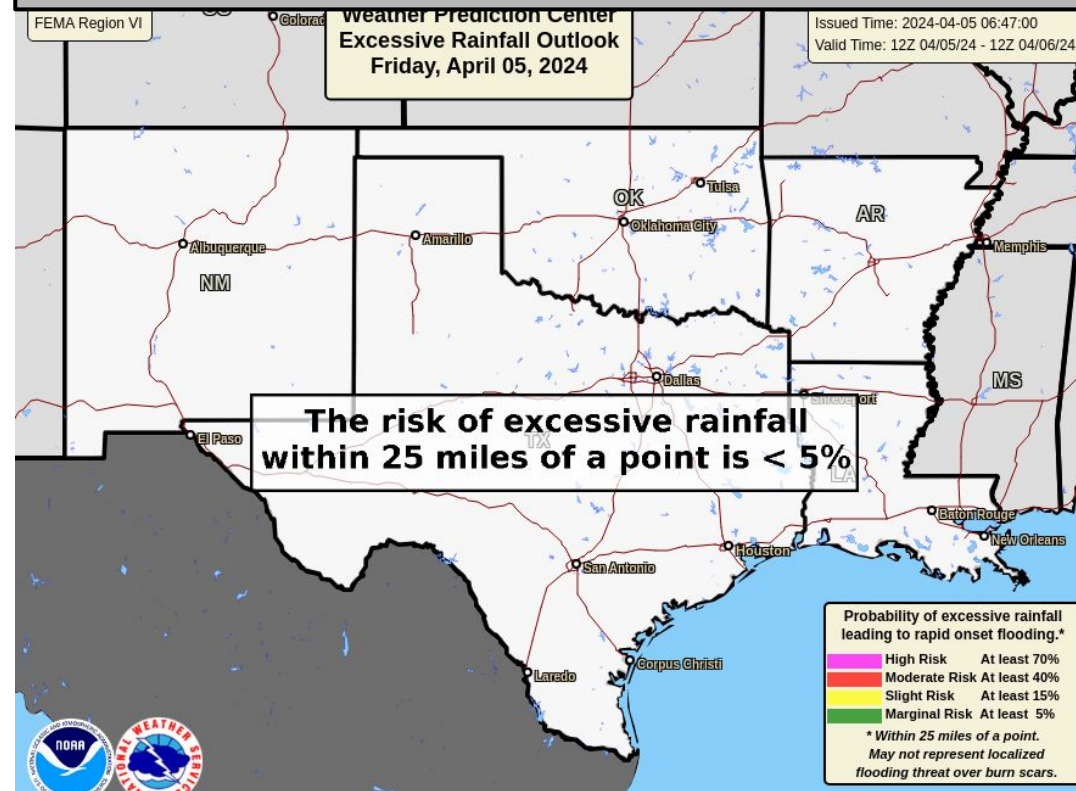 FEMA Region VI
Weather Prediction Center
Excessive Rainfall Outlook
Friday, April 05, 2024
Issued Time: 2024-04-05 06:47:00
Valid Time: 12Z 04/05/24 - 12Z 04/06/24
Tulsa
OK
Oklahoma City
AR
Albuquerque
Amarillo
Memphis
NM
Dallas
MS
Shreveport
The risk of excessive rainfall
within 25 miles of a point is < 5%
El Paso
TX
LA
Baton Rouge
New Orleans
Houston
San Antonio
Corpus Christi
Laredo
Probability of excessive rainfall
leading to rapid onset flooding.*
High Risk At least 70%
Moderate Risk At least 40%
Slight Risk At least 15%
Marginal Risk At least 5%
* Within 25 miles of a point.
May not represent localized
flooding threat over burn scars.
NOAA